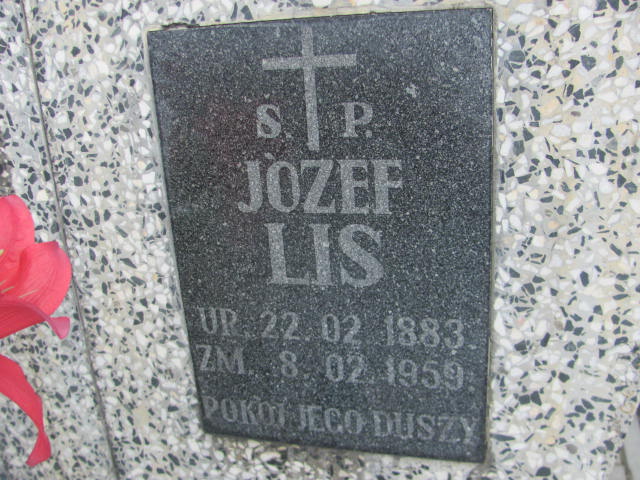 Ś. P.
JÓZEF
LIS
UR. 22. 02 1883.
ZM. 8. 02. 1959.
POKÓJ JEGO DUSZY